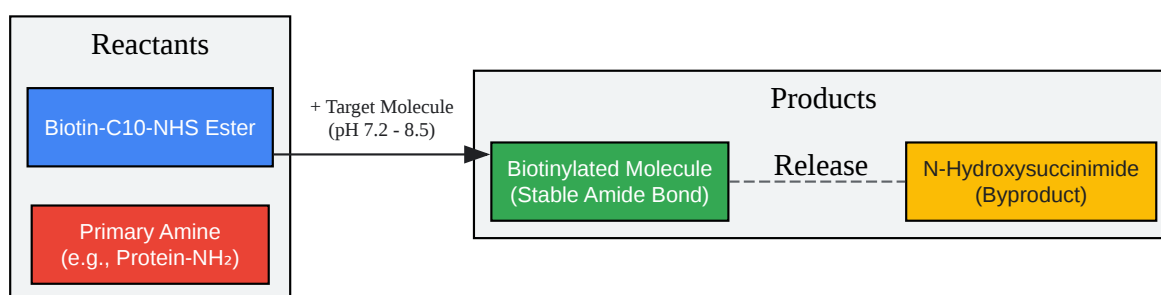 Reactants
Biotin-C10-NHS Ester
Primary Amine
(e.g., Protein-NH₂)
+ Target Molecule
(pH 7.2 - 8.5)
Products
Biotinylated Molecule
(Stable Amide Bond)
Release
N-Hydroxysuccinimide
(Byproduct)